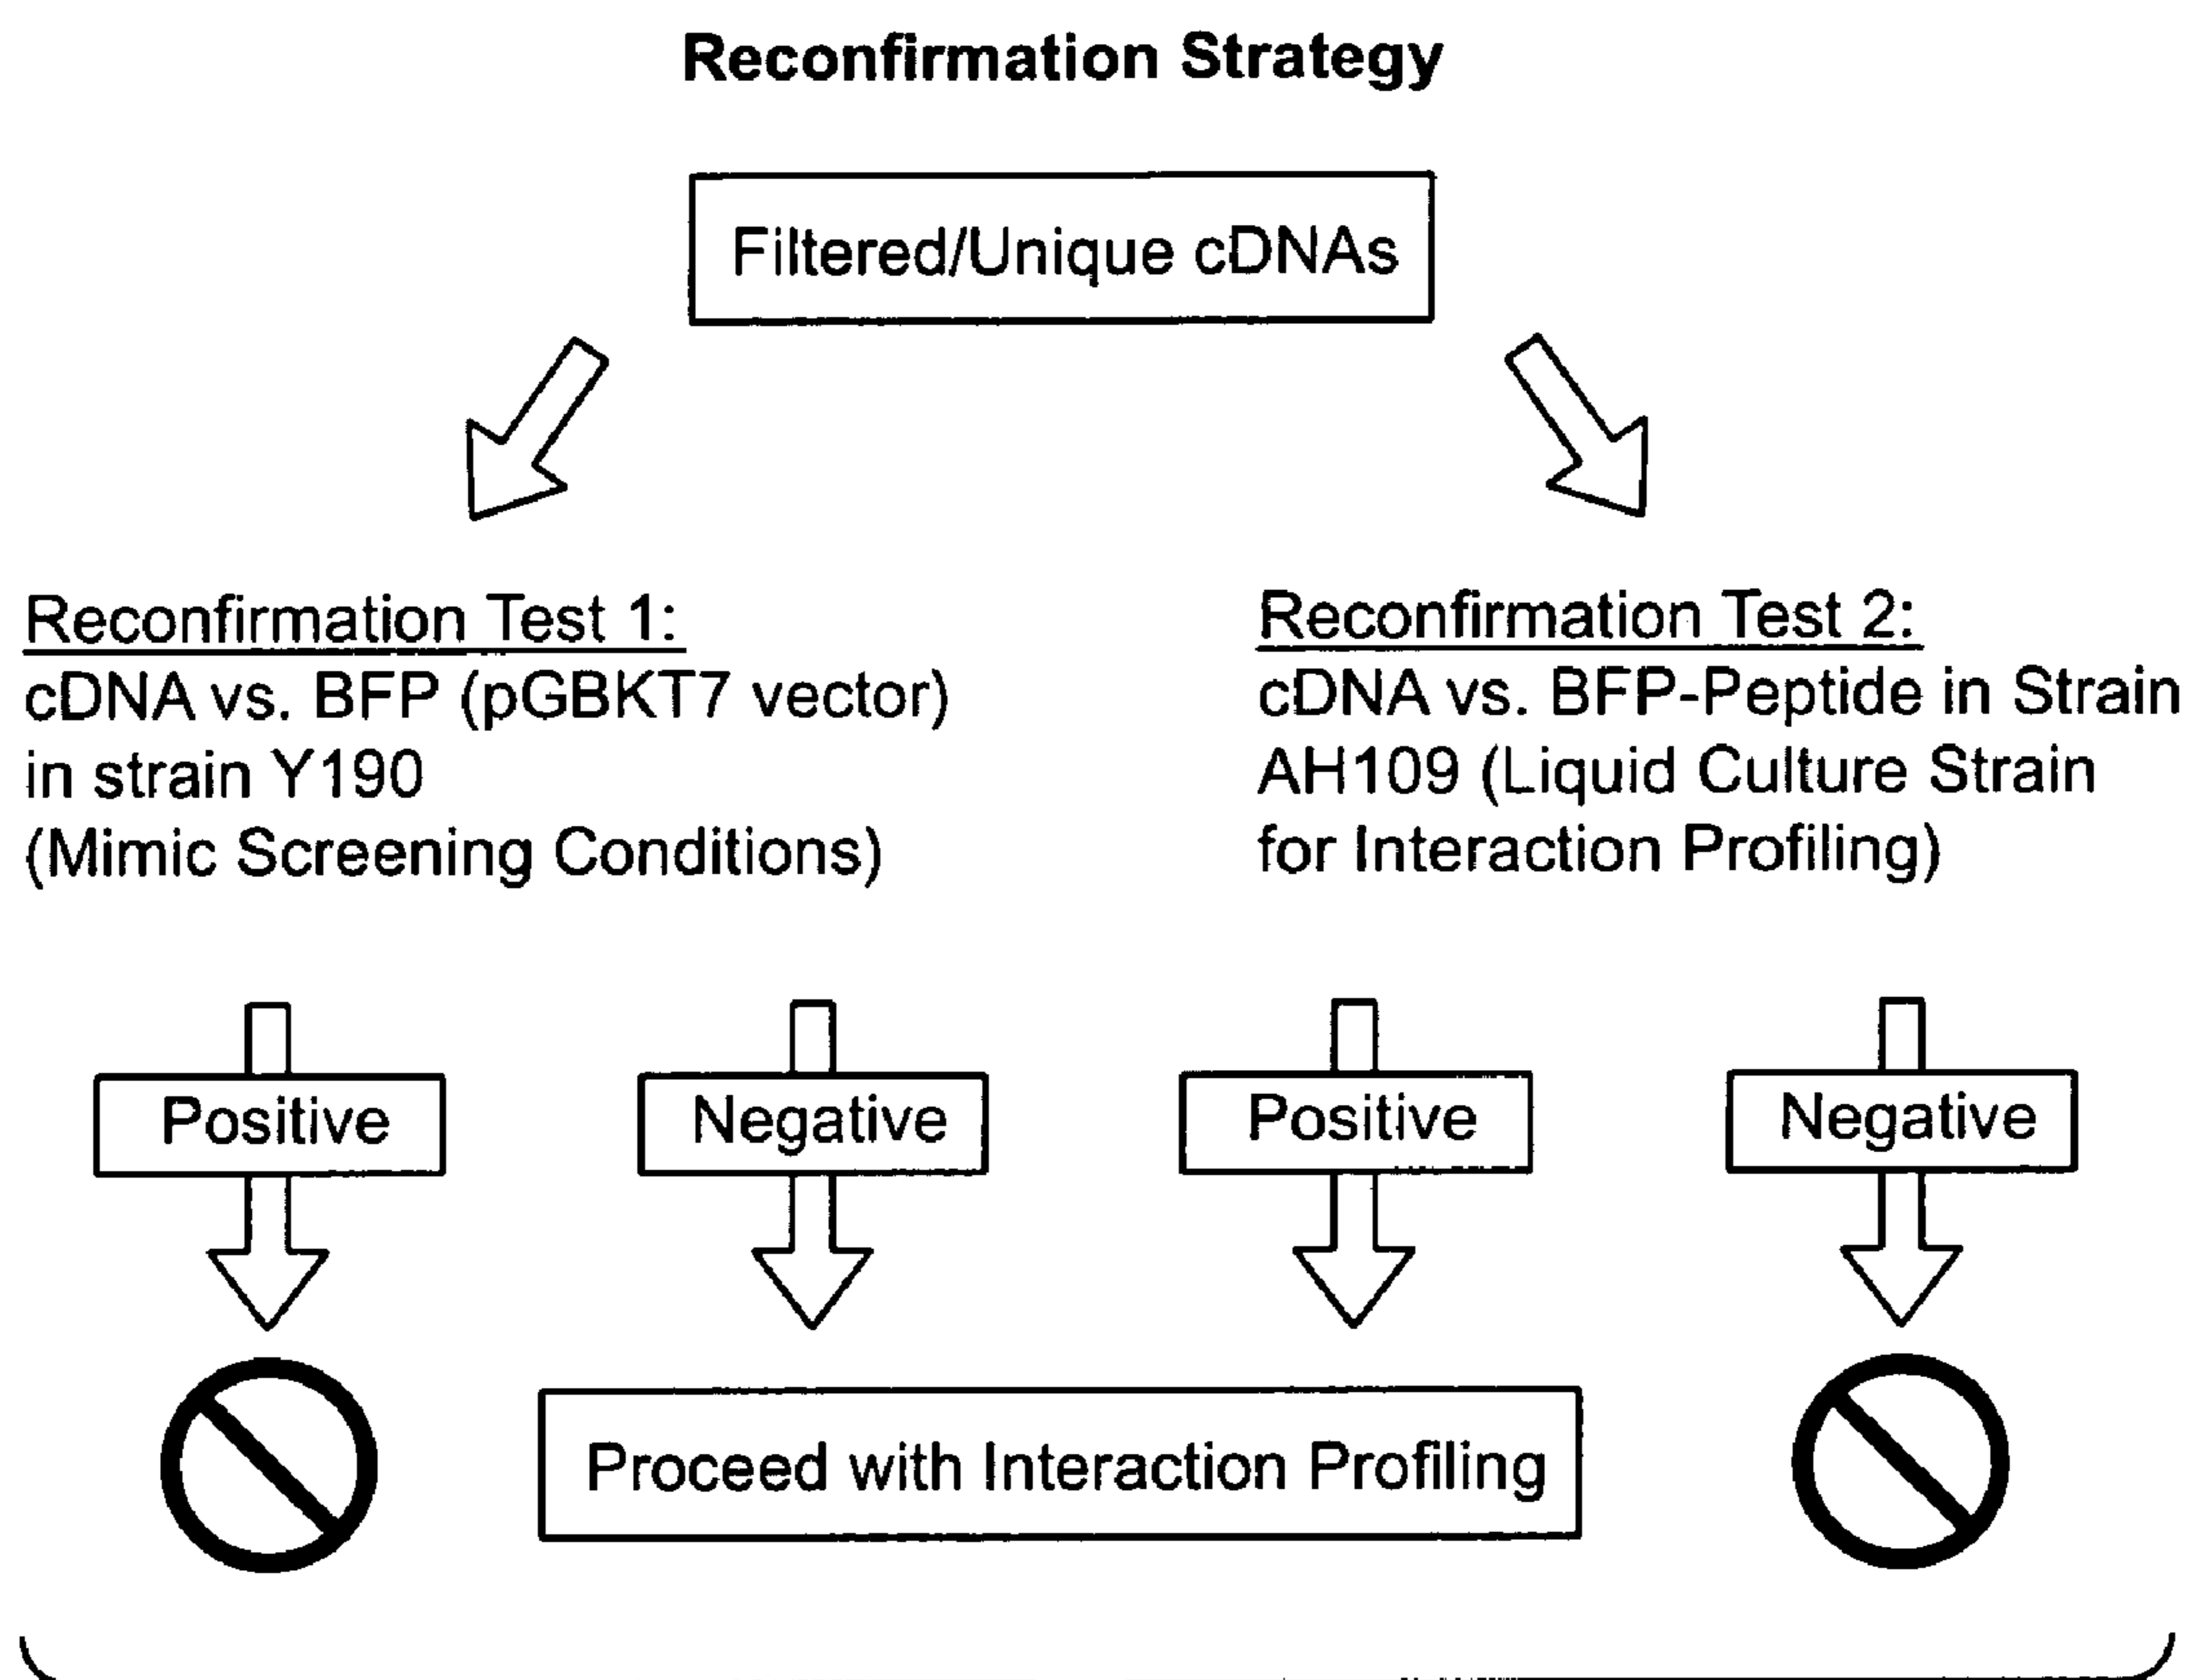 Reconfirmation Strategy
Filtered/Unique cDNAs
Reconfirmation Test 1:
cDNA vs. BFP (pGBKT7 vector)
in strain Y190
(Mimic Screening Conditions)
Reconfirmation Test 2:
cDNA vs. BFP-Peptide in Strain
AH109 (Liquid Culture Strain
for Interaction Profiling)
Positive
Negative
Positive
Negative
Proceed with Interaction Profiling